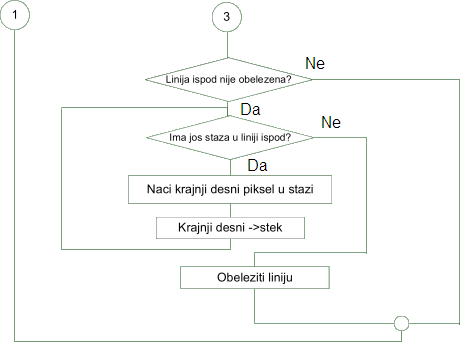 1
3
Linija ispod nije obelezena?
Ne
Da
Ima jos staza u liniji ispod?
Ne
Da
Naci krajnji desni piksel u stazi
Krajnji desni ->stek
Obeleziti liniju